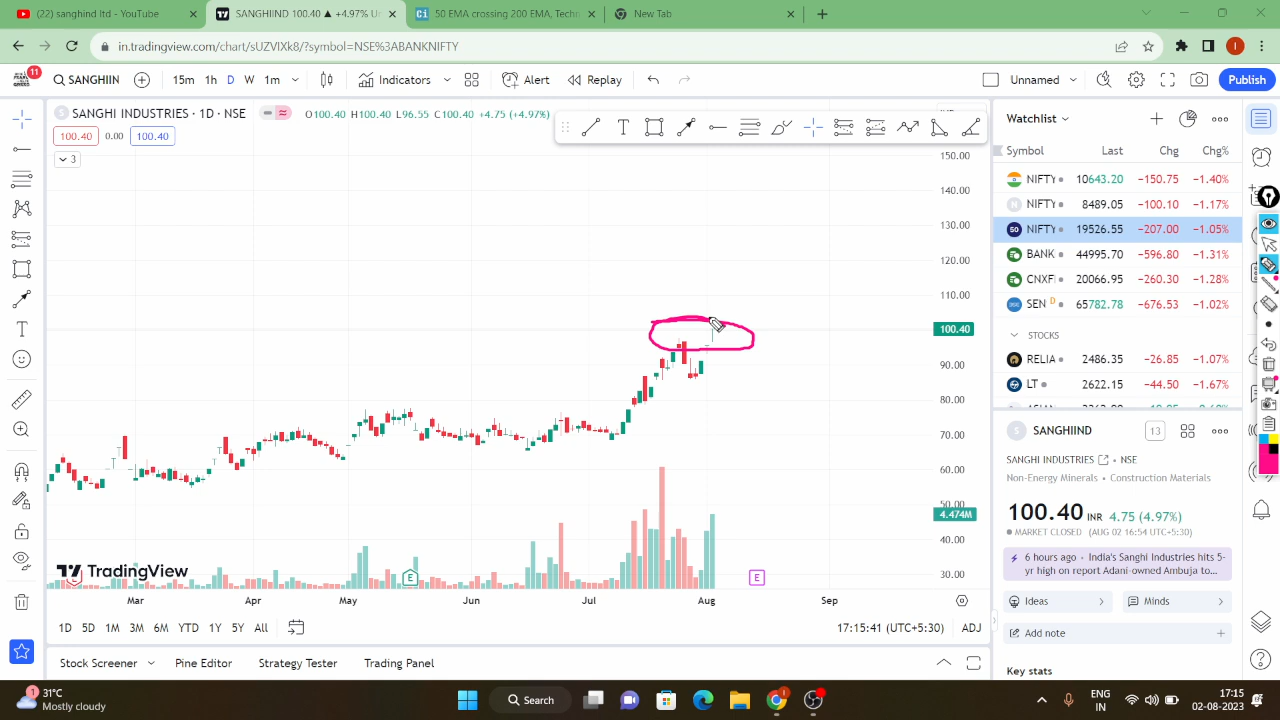 (22) sanghiind tril - YouTube
SANGHIIND 100.40 ▲ +4.97% U
50 EMA crossing 200 EMA, Techn
New Tab
in.tradingview.com/chart/sUZVIXk8/?symbol=NSE%3ABANKNIFTY
11
SANGHIIN
15m 1h D W 1m
Indicators
Alert
Replay
Unnamed
Publish
SANGHI INDUSTRIES · 1D · NSE
O100.40 H100.40 L96.55 C100.40 +4.75 (+4.97%)
100.40 0.00 100.40
3
150.00
140.00
130.00
120.00
110.00
100.40
90.00
80.00
70.00
60.00
50.00
4.474M
40.00
30.00
E
E
TradingView
Mar Apr May Jun Jul Aug Sep
1D 5D 1M 3M 6M YTD 1Y 5Y All
17:15:41 (UTC+5:30) ADJ
Stock Screener Pine Editor Strategy Tester Trading Panel
Watchlist
Symbol Last Chg Chg%
NIFTY 10643.20 −150.75 −1.40%
NIFTY 8489.05 −100.10 −1.17%
50 NIFTY 19526.55 −207.00 −1.05%
BANK 44995.70 −596.80 −1.31%
CNXF 20066.95 −260.30 −1.28%
SEN D 65782.78 −676.53 −1.02%
STOCKS
RELIA 2486.35 −26.85 −1.07%
LT 2622.15 −44.50 −1.67%
S SANGHIIND 13
SANGHI INDUSTRIES · NSE
Non-Energy Minerals • Construction Materials
100.40 INR 4.75 (4.97%)
MARKET CLOSED (AUG 02 16:54 UTC+5:30)
6 hours ago · India's Sanghi Industries hits 5-
yr high on report Adani-owned Ambuja to...
Ideas
Minds
Add note
Key stats
1
31°C
Mostly cloudy
Search
ENG
IN
17:15
02-08-2023